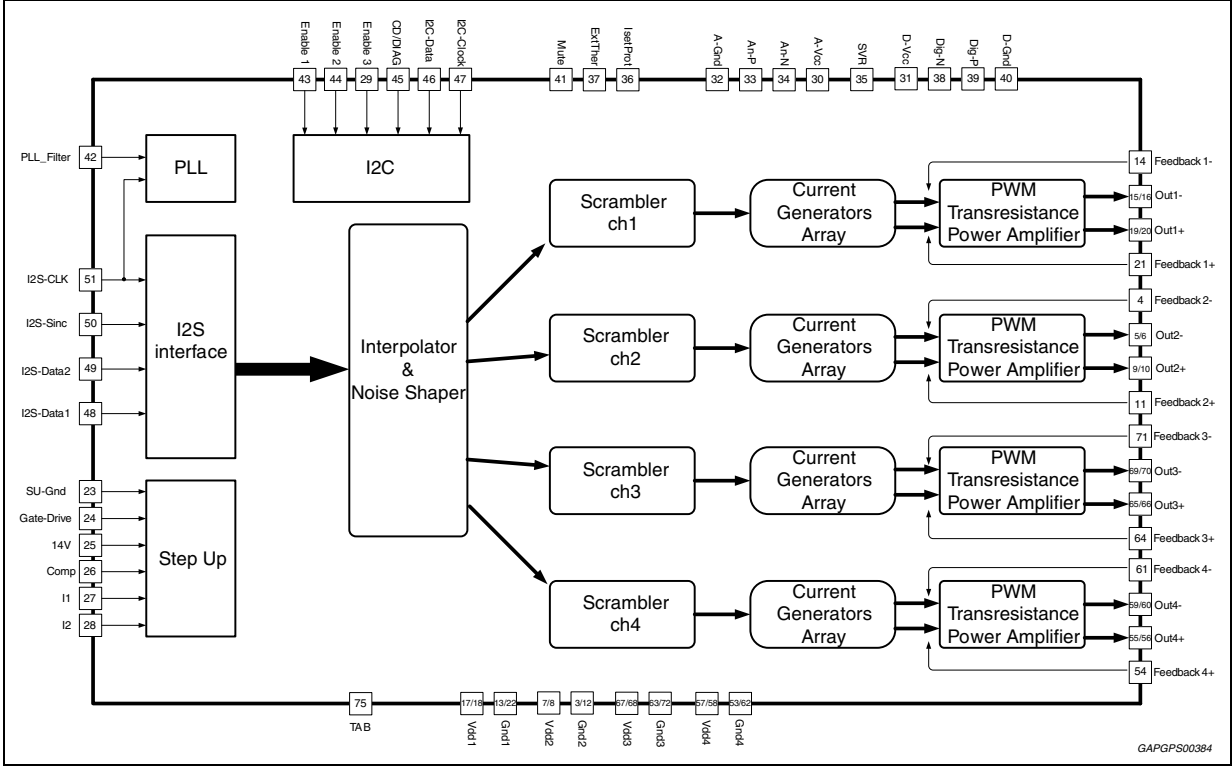 Enable 1
Enable 2
Enable 3
CD/DIAG
I2C-Data
I2C-Clock
Mute
ExtTher
IsetProt
A-Gnd
An-P
An-N
A-Vcc
SVR
D-Vcc
Dig-N
Dig-P
D-Gnd
43
44
29
45
46
47
41
37
36
32
33
34
30
35
31
38
39
40
PLL_Filter
42
PLL
I2C
I2S-CLK
51
I2S-Sinc
50
I2S-Data2
49
I2S-Data1
48
I2S
interface
SU-Gnd
23
Gate-Drive
24
14V
25
Comp
26
I1
27
I2
28
Step Up
Interpolator
&
Noise Shaper
Scrambler
ch1
Current
Generators
Array
PWM
Transresistance
Power Amplifier
14
Feedback 1-
15/16
Out1-
19/20
Out1+
21
Feedback 1+
Scrambler
ch2
Current
Generators
Array
PWM
Transresistance
Power Amplifier
4
Feedback 2-
5/6
Out2-
9/10
Out2+
11
Feedback 2+
Scrambler
ch3
Current
Generators
Array
PWM
Transresistance
Power Amplifier
71
Feedback 3-
69/70
Out3-
65/66
Out3+
64
Feedback 3+
Scrambler
ch4
Current
Generators
Array
PWM
Transresistance
Power Amplifier
61
Feedback 4-
59/60
Out4-
55/56
Out4+
54
Feedback 4+
75
17/18
13/22
7/8
3/12
67/68
63/72
57/58
53/62
TAB
Vdd1
Gnd1
Vdd2
Gnd2
Vdd3
Gnd3
Vdd4
Gnd4
GAPGPS00384